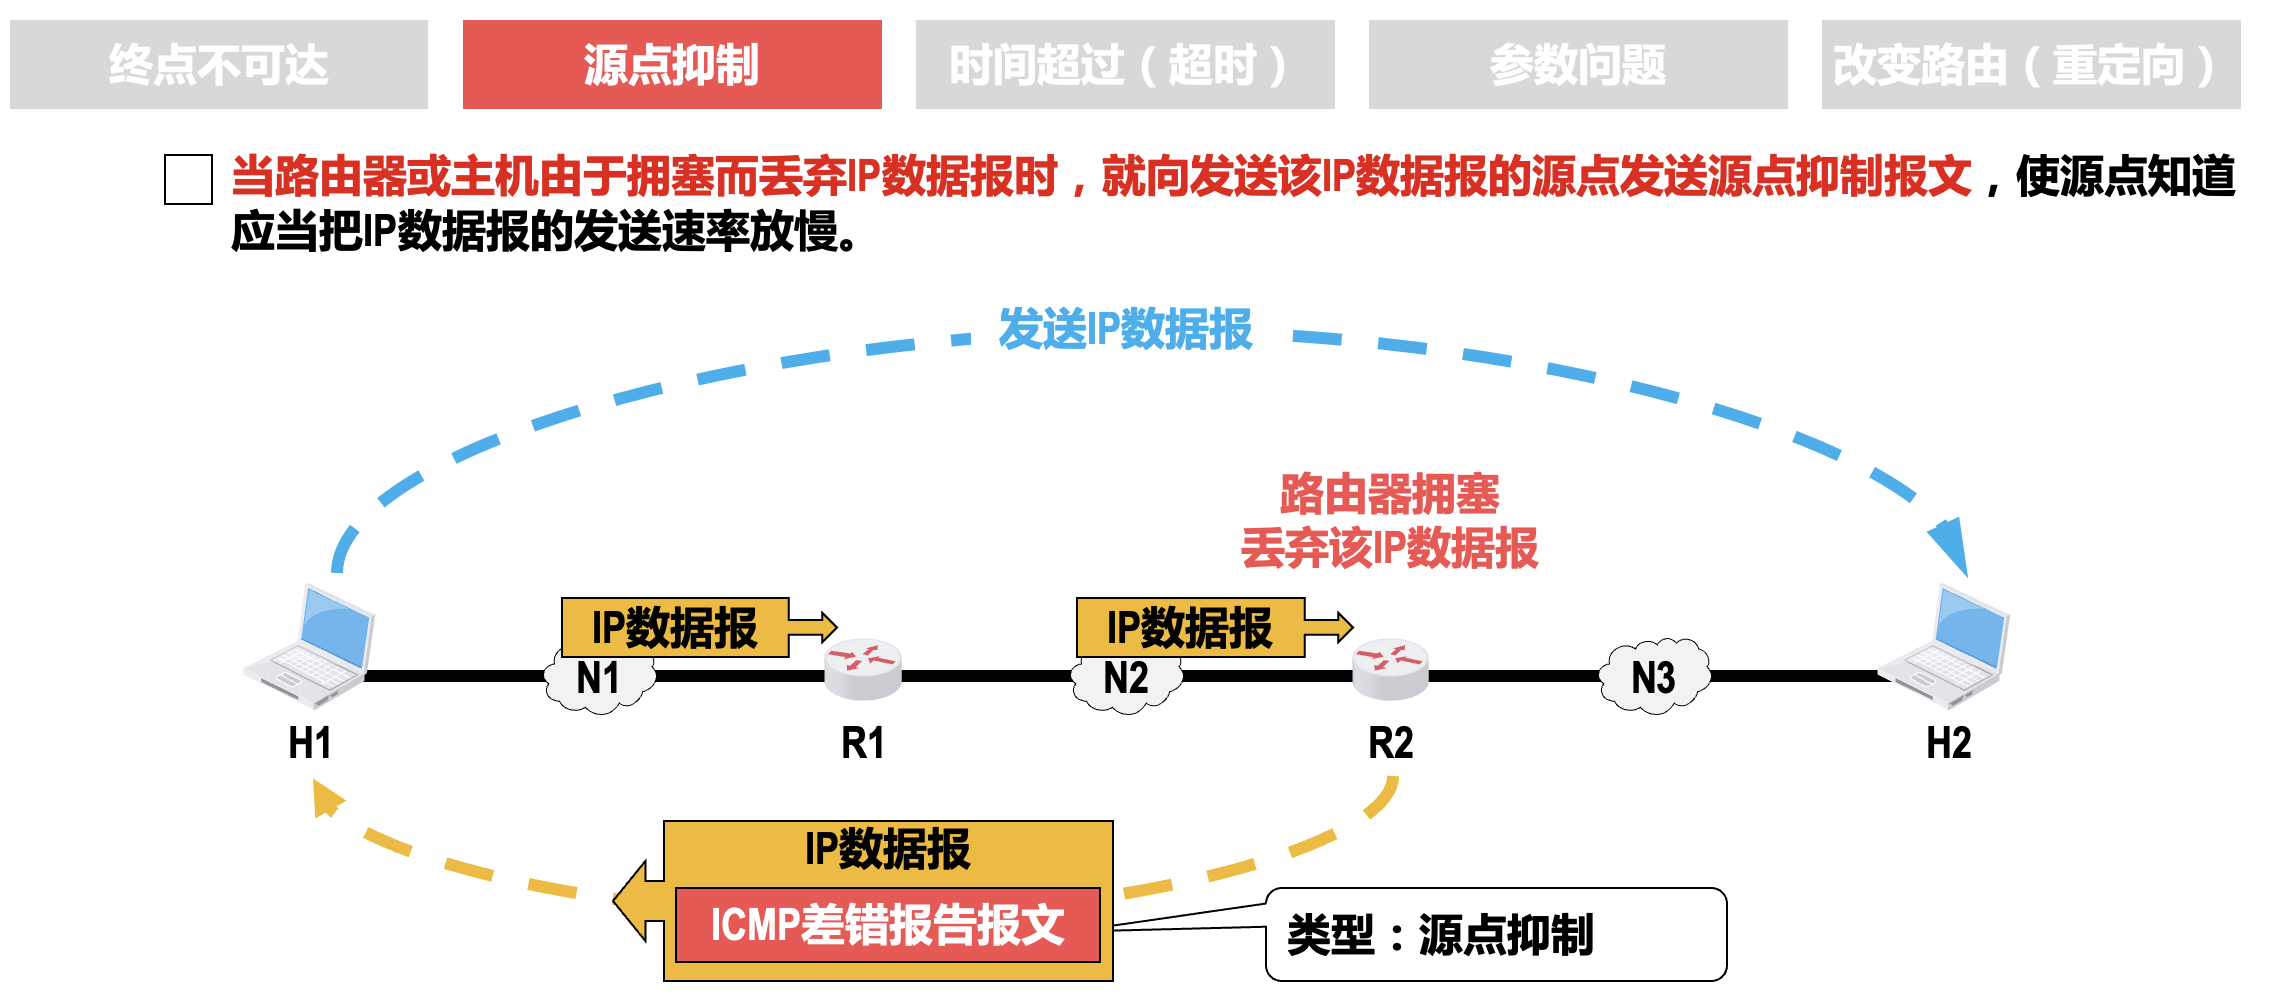 终点不可达
源点抑制
时间超过（超时）
参数问题
改变路由（重定向）
当路由器或主机由于拥塞而丢弃IP数据报时，就向发送该IP数据报的源点发送源点抑制报文，使源点知道
应当把IP数据报的发送速率放慢。
发送IP数据报
路由器拥塞
丢弃该IP数据报
IP数据报
IP数据报
N1
N2
N3
H1
R1
R2
H2
IP数据报
ICMP差错报告报文
类型：源点抑制